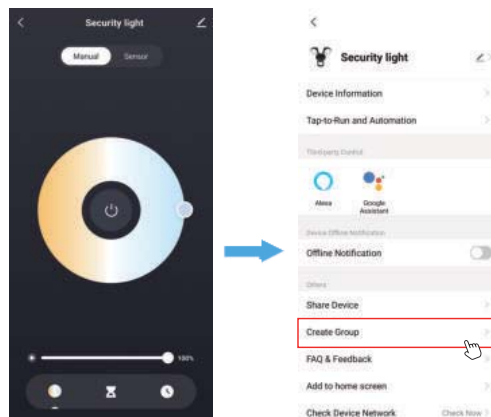 Security light
Manual
Sensor
100%
Security light
Device Information
Tap-to-Run and Automation
Third-party Control
Alexa
Google
Assistant
Device Offline Notification
Offline Notification
Others
Share Device
Create Group
FAQ & Feedback
Add to home screen
Check Device Network
Check Now